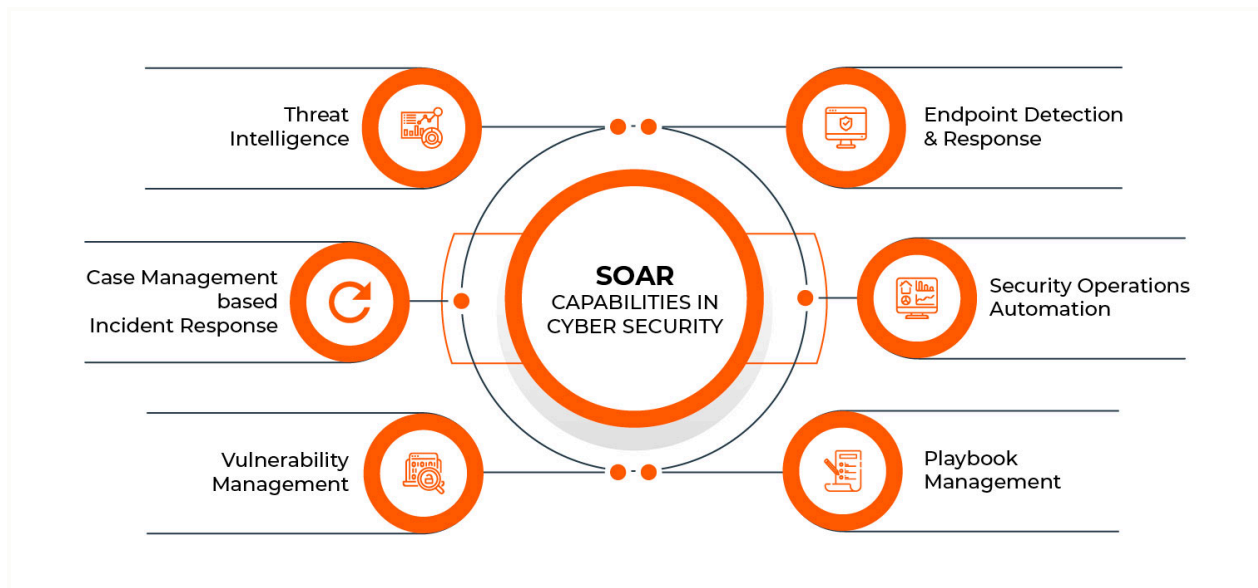 Threat
Intelligence
Endpoint Detection
& Response
Case Management
based
Incident Response
SOAR
CAPABILITIES IN
CYBER SECURITY
Security Operations
Automation
Vulnerability
Management
Playbook
Management